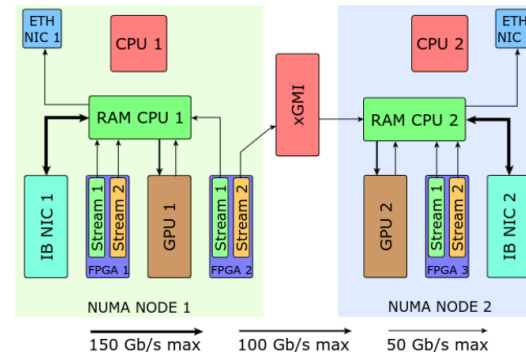 ETH
NIC 1
CPU 1
RAM CPU 1
IB NIC 1
Stream 1
Stream 2
FPGA 1
GPU 1
Stream 1
Stream 2
FPGA 2
NUMA NODE 1
xGMI
CPU 2
ETH
NIC
RAM CPU 2
GPU 2
Stream 1
Stream 2
FPGA 3
IB NIC 2
NUMA NODE 2
150 Gb/s max
100 Gb/s max
50 Gb/s max